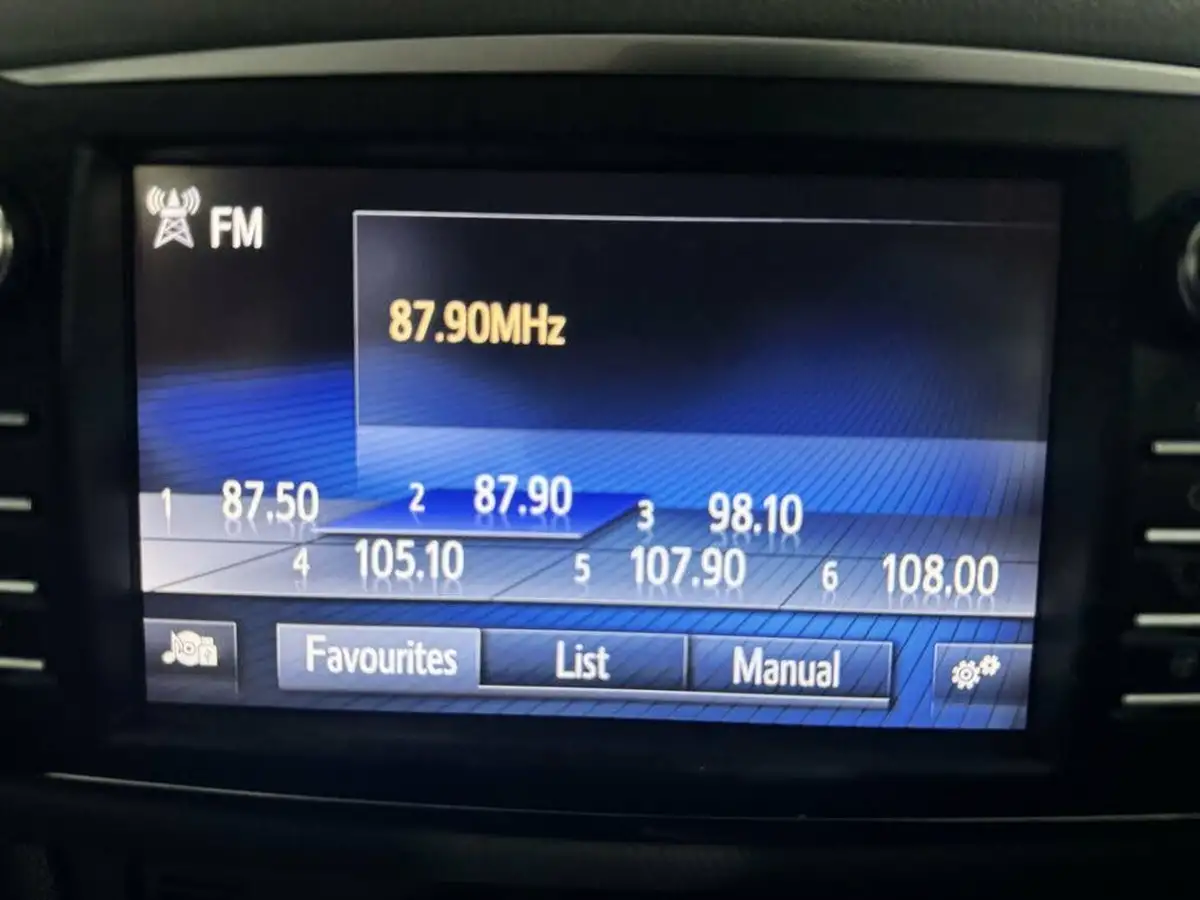 FM
87.90MHz
1 87.50 2 87.90 3 98.10
4 105.10 5 107.90 6 108.00
Favourites List Manual